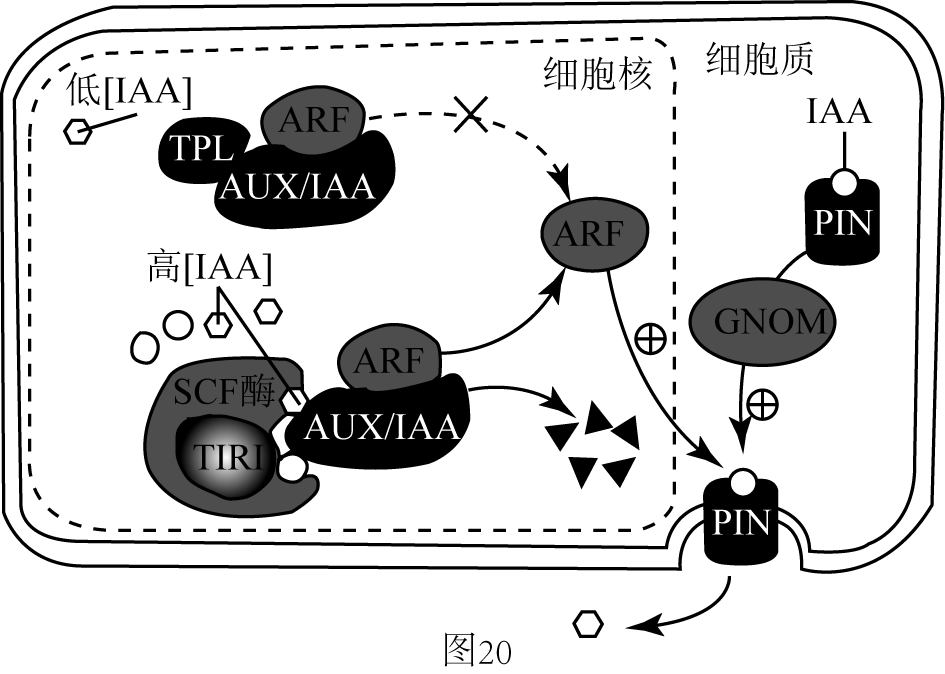 细胞核
细胞质
低[IAA]
ARF
TPL
AUX/IAA
IAA
PIN
ARF
高[IAA]
GNOM
ARF
SCF酶
AUX/IAA
TIRI
PIN
图20